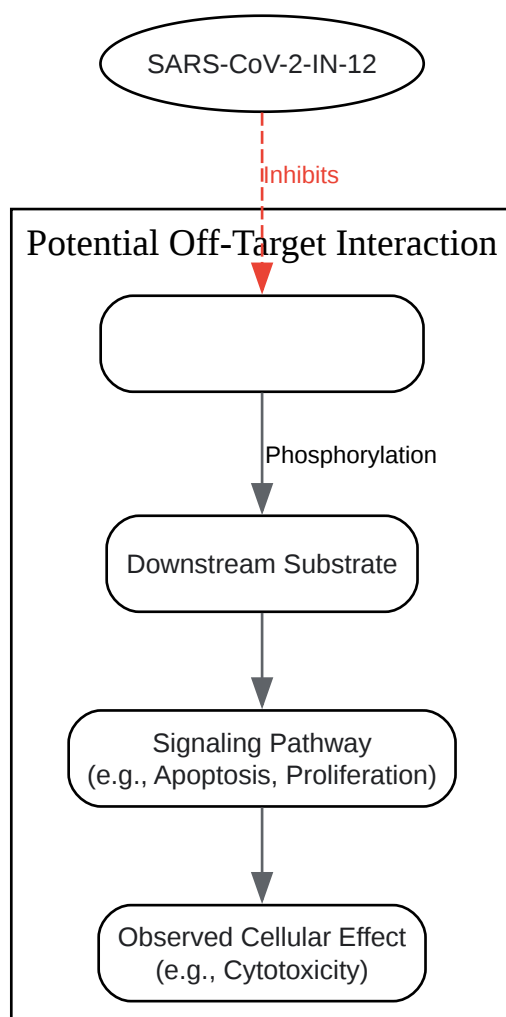 SARS-CoV-2-IN-12
Inhibits
Potential Off-Target Interaction
Phosphorylation
Downstream Substrate
Signaling Pathway
(e.g., Apoptosis, Proliferation)
Observed Cellular Effect
(e.g., Cytotoxicity)